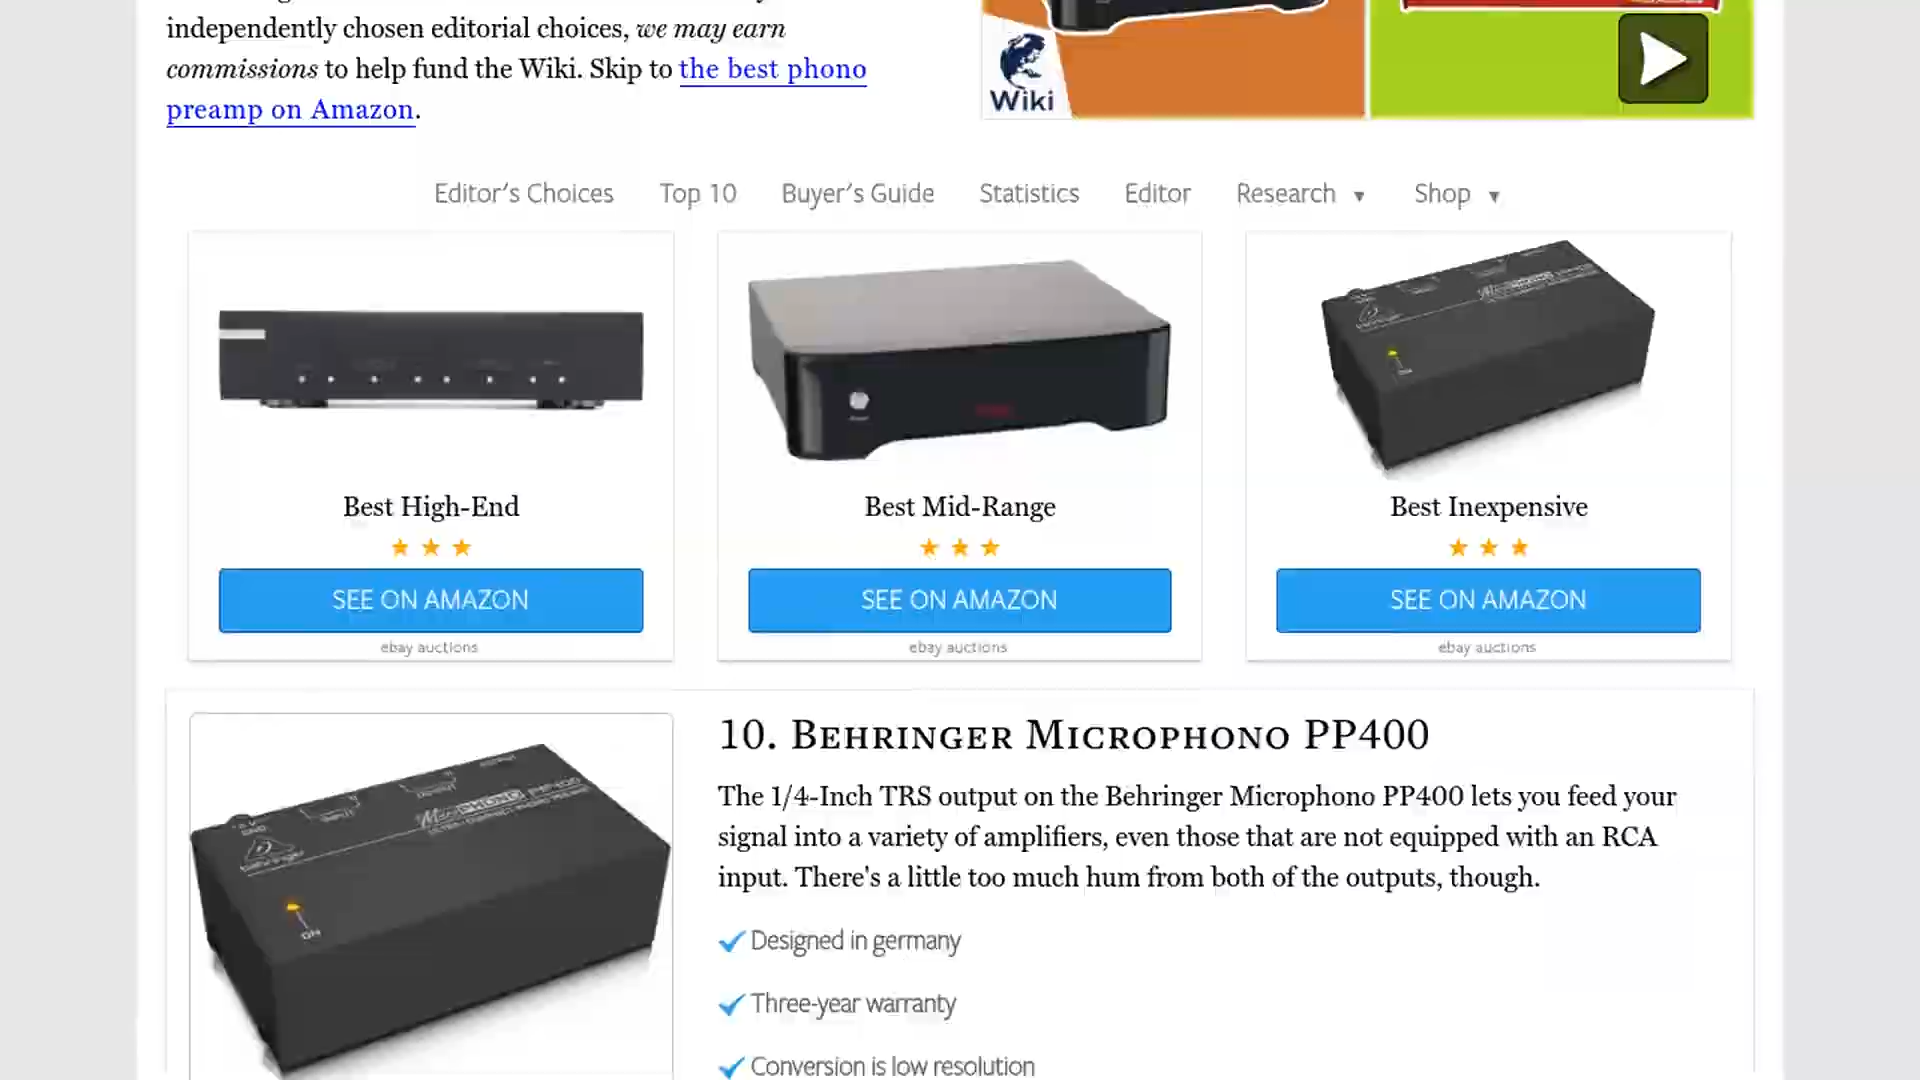 independently chosen editorial choices, we may earn
commissions to help fund the Wiki. Skip to the best phono
preamp on Amazon.
Wiki
Editor's Choices Top 10 Buyer's Guide Statistics Editor Research ▼ Shop ▼
Best High-End
Best Mid-Range
Best Inexpensive
SEE ON AMAZON
SEE ON AMAZON
SEE ON AMAZON
ebay auctions
ebay auctions
ebay auctions
10. Behringer Microphono PP400
The 1/4-Inch TRS output on the Behringer Microphono PP400 lets you feed your
signal into a variety of amplifiers, even those that are not equipped with an RCA
input. There's a little too much hum from both of the outputs, though.
Designed in germany
Three-year warranty
Conversion is low resolution
behringer
ON